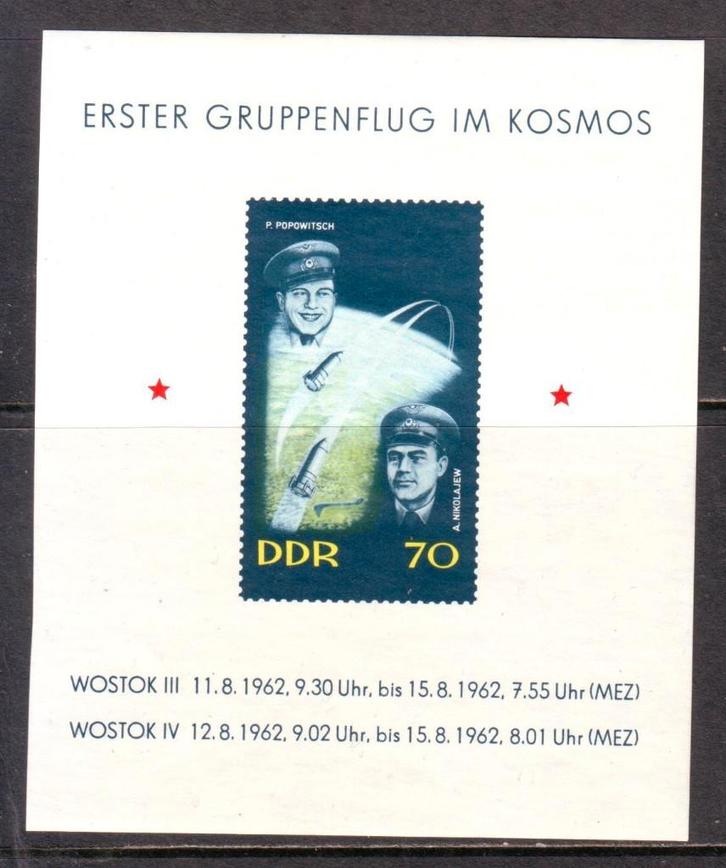 ERSTER GRUPPENFLUG IM KOSMOS
P. POPOWITSCH
A. NIKOLAJEW
DDR 70
WOSTOK III 11.8.1962, 9.30 Uhr, bis 15.8.1962, 7.55 Uhr (MEZ)
WOSTOK IV 12.8.1962, 9.02 Uhr, bis 15.8.1962, 8.01 Uhr (MEZ)